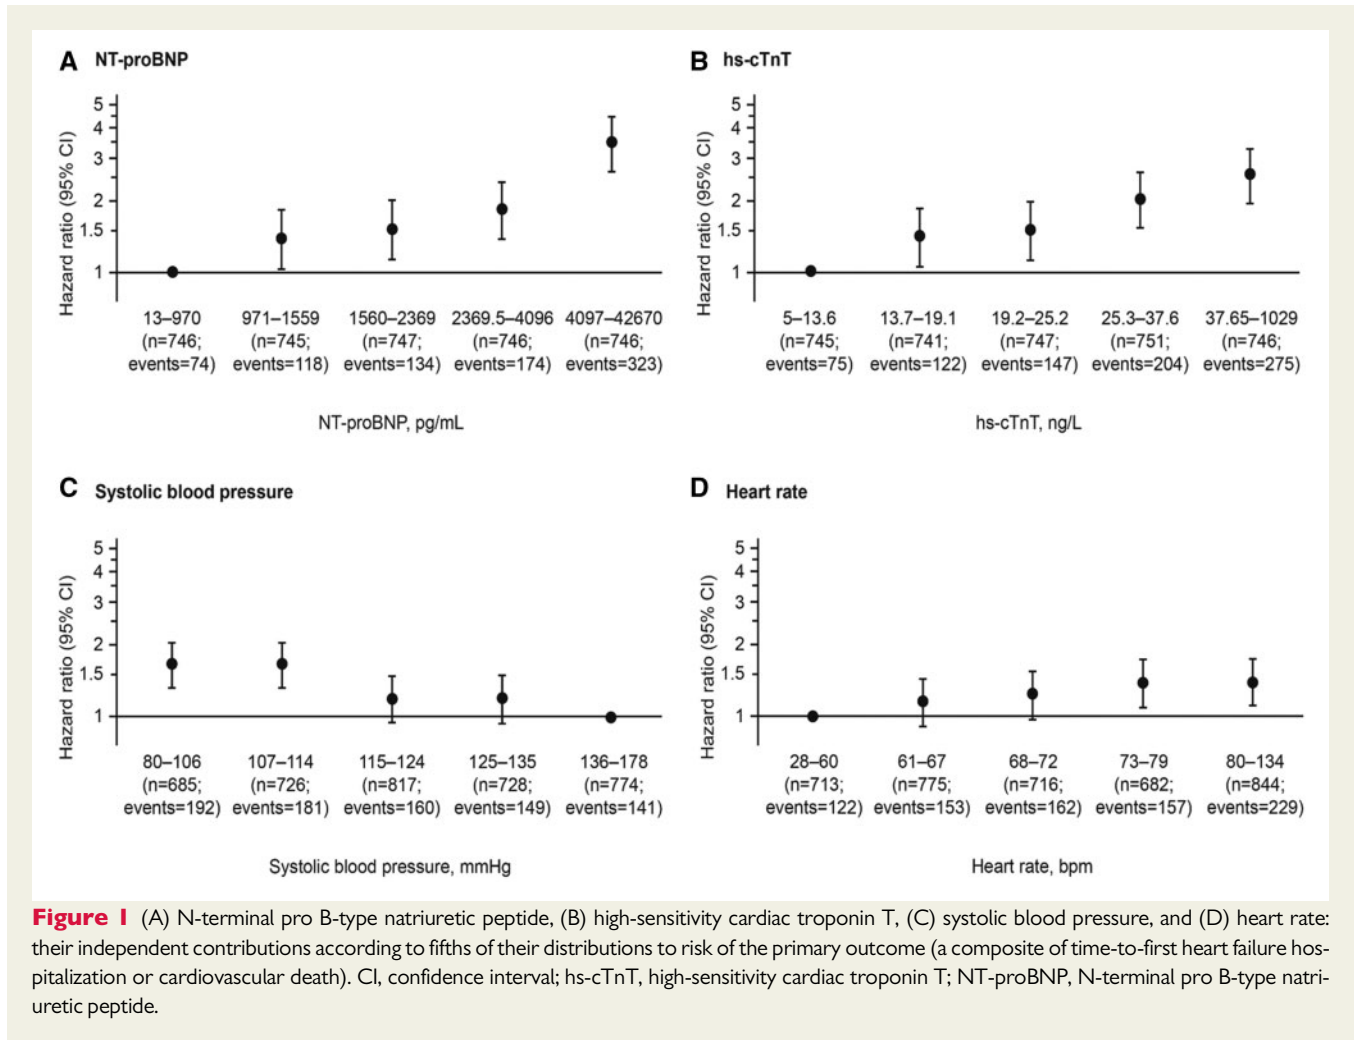 A NT-proBNP
Hazard ratio (95% CI)
5
4
3
2
1.5
1
13–970 971–1559 1560–2369 2369.5–4096 4097–42670
(n=746; (n=745; (n=747; (n=746; (n=746;
events=74) events=118) events=134) events=174) events=323)
NT-proBNP, pg/mL
B hs-cTnT
Hazard ratio (95% CI)
5
4
3
2
1.5
1
5–13.6 13.7–19.1 19.2–25.2 25.3–37.6 37.65–1029
(n=745; (n=741; (n=747; (n=751; (n=746;
events=75) events=122) events=147) events=204) events=275)
hs-cTnT, ng/L
C Systolic blood pressure
Hazard ratio (95% CI)
5
4
3
2
1.5
1
80–106 107–114 115–124 125–135 136–178
(n=685; (n=726; (n=817; (n=728; (n=774;
events=192) events=181) events=160) events=149) events=141)
Systolic blood pressure, mmHg
D Heart rate
Hazard ratio (95% CI)
5
4
3
2
1.5
1
28–60 61–67 68–72 73–79 80–134
(n=713; (n=775; (n=716; (n=682; (n=844;
events=122) events=153) events=162) events=157) events=229)
Heart rate, bpm
Figure 1 (A) N-terminal pro B-type natriuretic peptide, (B) high-sensitivity cardiac troponin T, (C) systolic blood pressure, and (D) heart rate:
their independent contributions according to fifths of their distributions to risk of the primary outcome (a composite of time-to-first heart failure hos-
pitalization or cardiovascular death). CI, confidence interval; hs-cTnT, high-sensitivity cardiac troponin T; NT-proBNP, N-terminal pro B-type natri-
uretic peptide.